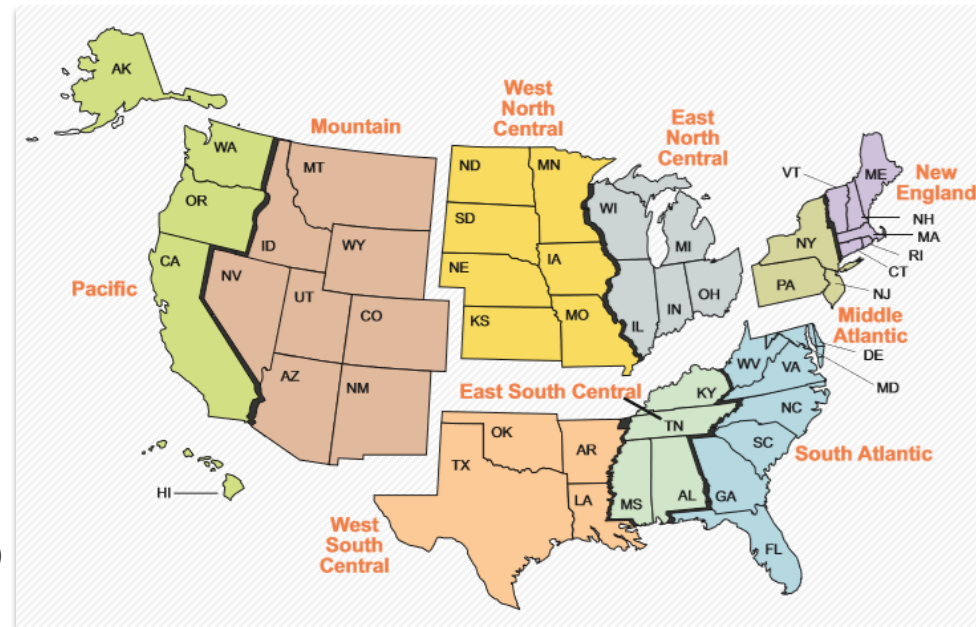 AK
WA
OR
CA
Pacific
HI
Mountain
MT
ID
WY
NV
UT
CO
AZ
NM
West
North
Central
ND
MN
SD
NE
IA
KS
MO
East
North
Central
WI
MI
IL
IN
OH
VT
ME
New
England
NH
MA
RI
CT
NY
PA
NJ
Middle
Atlantic
DE
MD
WV
VA
NC
SC
GA
FL
South Atlantic
East South Central
KY
TN
MS
AL
OK
TX
AR
LA
West
South
Central